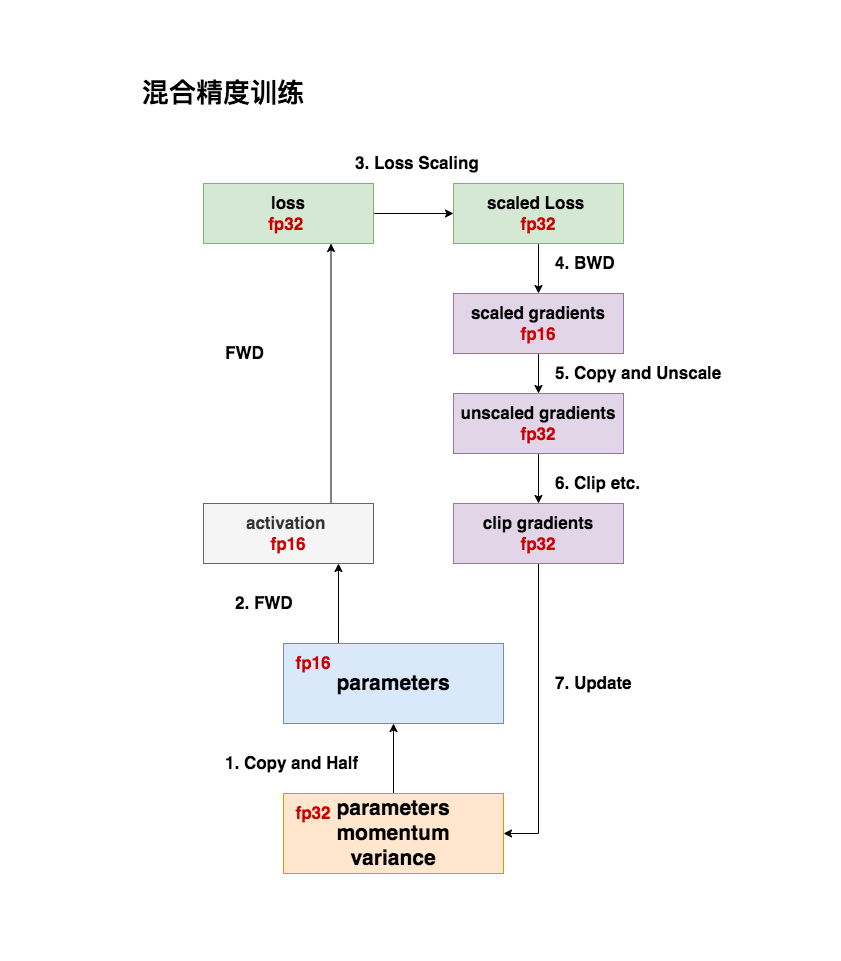 混合精度训练
3. Loss Scaling
loss
fp32
scaled Loss
fp32
4. BWD
scaled gradients
fp16
FWD
5. Copy and Unscale
unscaled gradients
fp32
6. Clip etc.
activation
fp16
clip gradients
fp32
2. FWD
fp16
parameters
7. Update
1. Copy and Half
fp32 parameters
momentum
variance